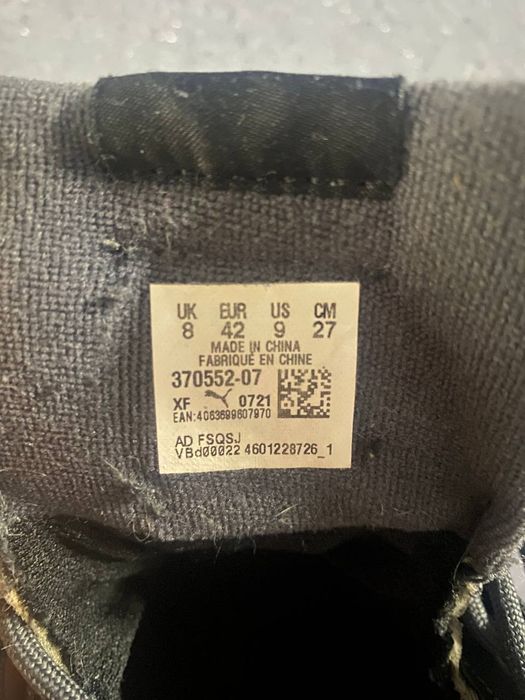 UK EUR US CM
8 42 9 27
MADE IN CHINA
FABRIQUÉ EN CHINE
370552-07
XF 0721
EAN:4063699607970
AD FSQSJ
VBd00022 4601228726_1